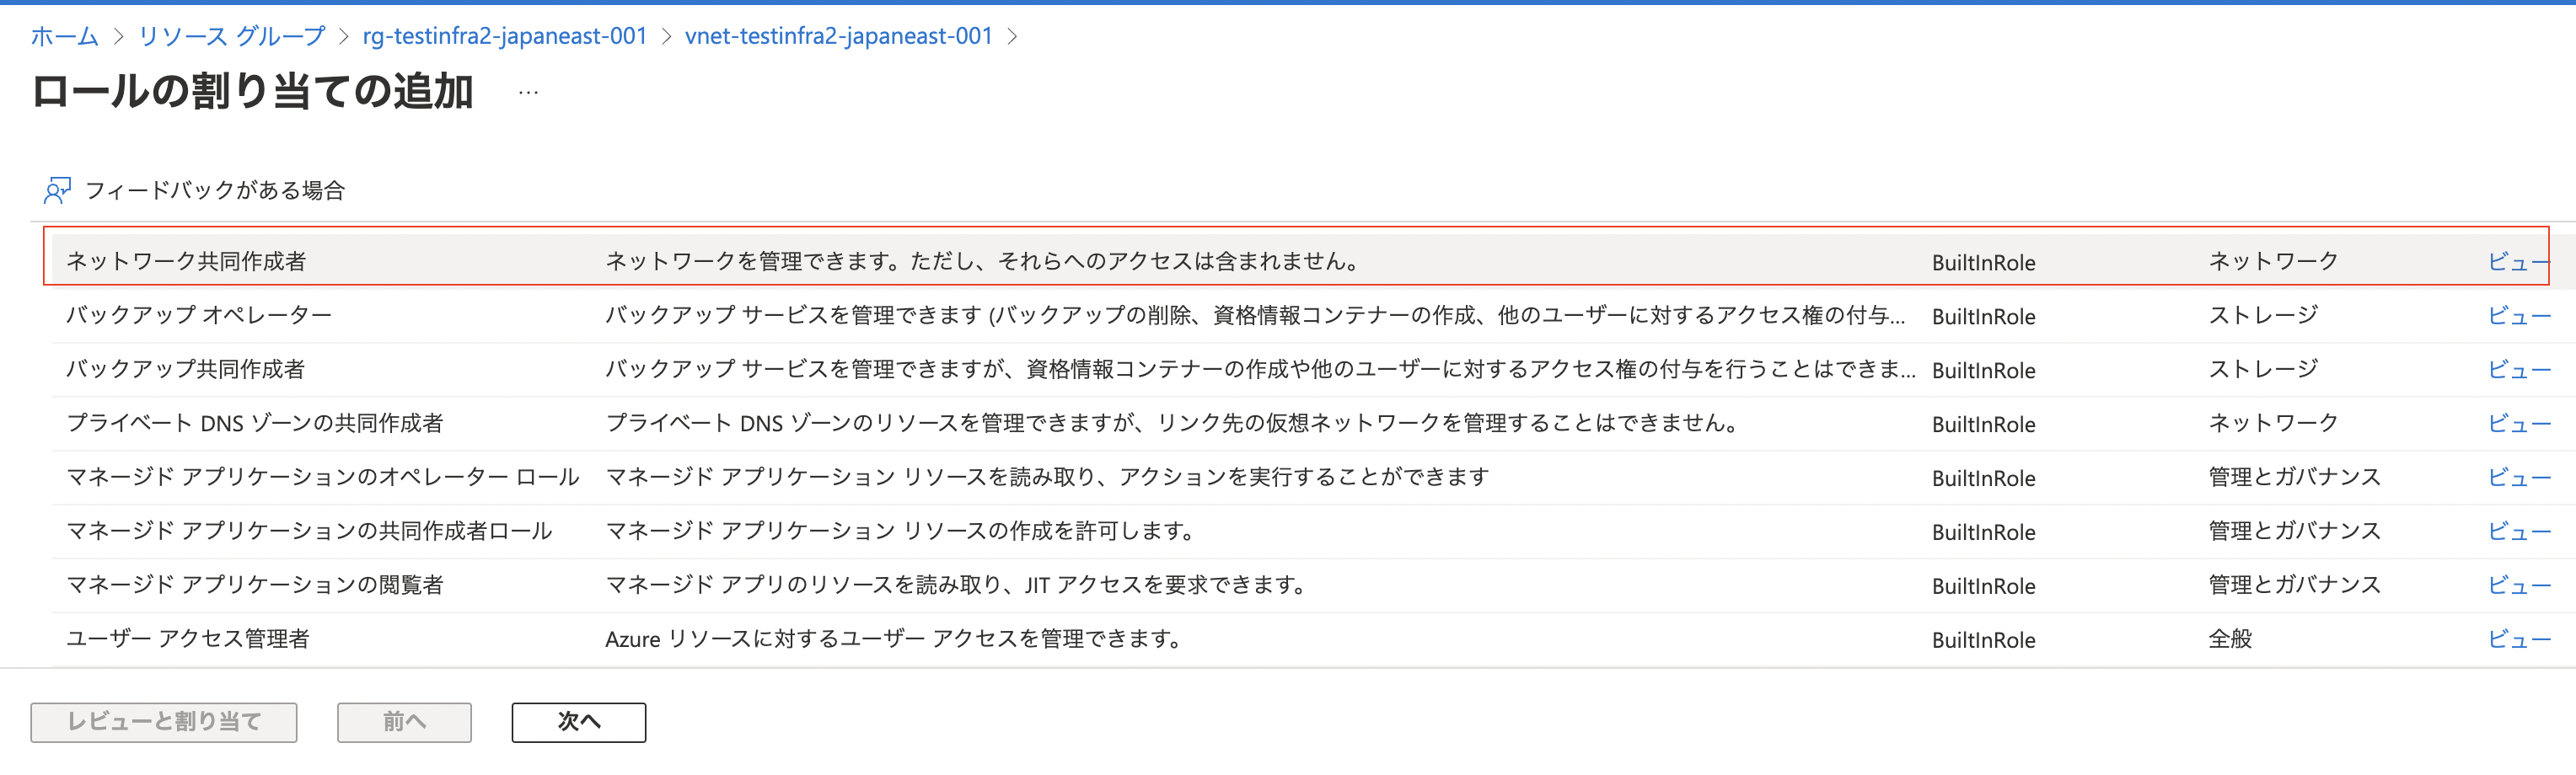 ホーム > リソース グループ > rg-testinfra2-japaneast-001 > vnet-testinfra2-japaneast-001 >
ロールの割り当ての追加 …
フィードバックがある場合
ネットワーク共同作成者 ネットワークを管理できます。ただし、それらへのアクセスは含まれません。 BuiltInRole ネットワーク ビュー
バックアップ オペレーター バックアップ サービスを管理できます (バックアップの削除、資格情報コンテナーの作成、他のユーザーに対するアクセス権の付与... BuiltInRole ストレージ ビュー
バックアップ共同作成者 バックアップ サービスを管理できますが、資格情報コンテナーの作成や他のユーザーに対するアクセス権の付与を行うことはできま... BuiltInRole ストレージ ビュー
プライベート DNS ゾーンの共同作成者 プライベート DNS ゾーンのリソースを管理できますが、リンク先の仮想ネットワークを管理することはできません。 BuiltInRole ネットワーク ビュー
マネージド アプリケーションのオペレーター ロール マネージド アプリケーション リソースを読み取り、アクションを実行することができます BuiltInRole 管理とガバナンス ビュー
マネージド アプリケーションの共同作成者ロール マネージド アプリケーション リソースの作成を許可します。 BuiltInRole 管理とガバナンス ビュー
マネージド アプリケーションの閲覧者 マネージド アプリのリソースを読み取り、JIT アクセスを要求できます。 BuiltInRole 管理とガバナンス ビュー
ユーザー アクセス管理者 Azure リソースに対するユーザー アクセスを管理できます。 BuiltInRole 全般 ビュー
レビューと割り当て 前へ 次へ